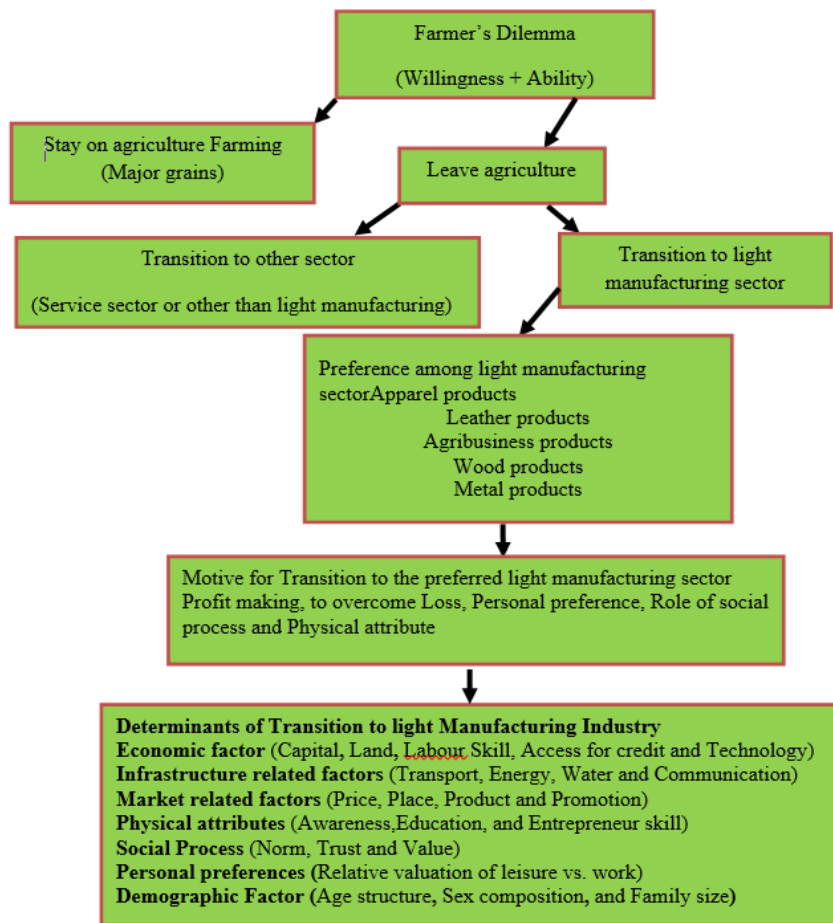 Farmer's Dilemma
(Willingness + Ability)
Stay on agriculture Farming
(Major grains)
Leave agriculture
Transition to other sector
(Service sector or other than light manufacturing)
Transition to light
manufacturing sector
Preference among light manufacturing
sectorApparel products
Leather products
Agribusiness products
Wood products
Metal products
Motive for Transition to the preferred light manufacturing sector
Profit making, to overcome Loss, Personal preference, Role of social
process and Physical attribute
Determinants of Transition to light Manufacturing Industry
Economic factor (Capital, Land, Labour Skill, Access for credit and Technology)
Infrastructure related factors (Transport, Energy, Water and Communication)
Market related factors (Price, Place, Product and Promotion)
Physical attributes (Awareness,Education, and Entrepreneur skill)
Social Process (Norm, Trust and Value)
Personal preferences (Relative valuation of leisure vs. work)
Demographic Factor (Age structure, Sex composition, and Family size)